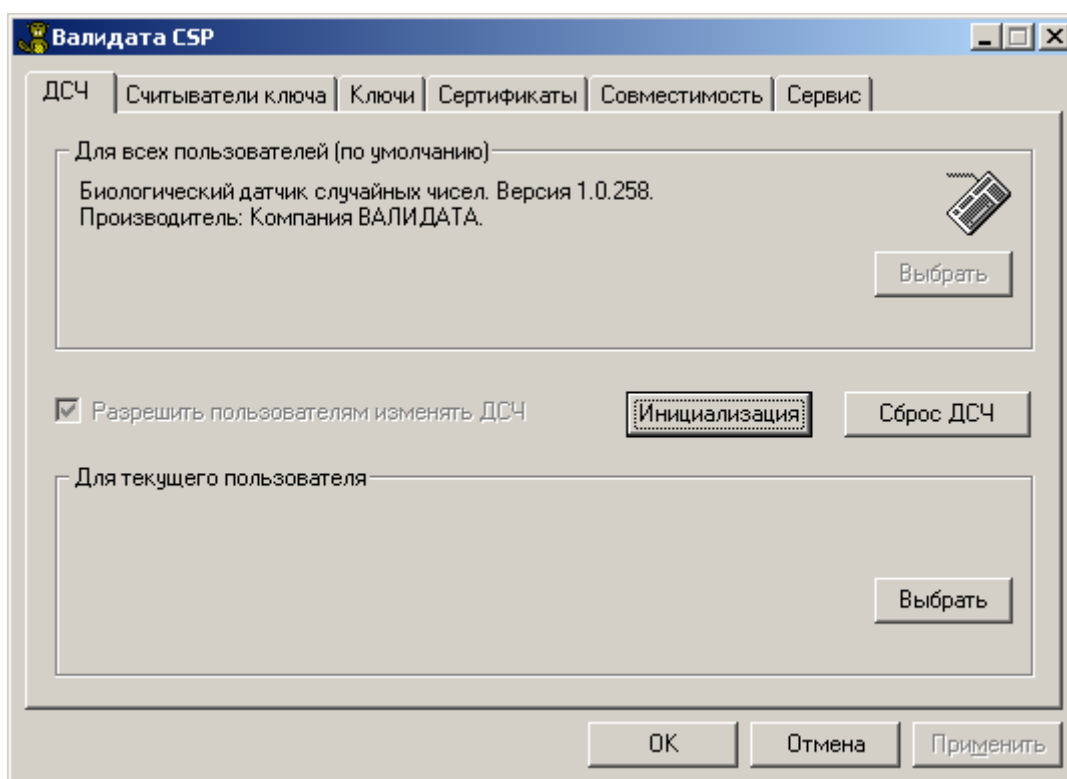 Валидата CSP
ДСЧ Считыватели ключа Ключи Сертификаты Совместимость Сервис
Для всех пользователей (по умолчанию)
Биологический датчик случайных чисел. Версия 1.0.258.
Производитель: Компания ВАЛИДАТА.
Выбрать
Разрешить пользователям изменять ДСЧ Инициализация Сброс ДСЧ
Для текущего пользователя
Выбрать
OK Отмена Применить